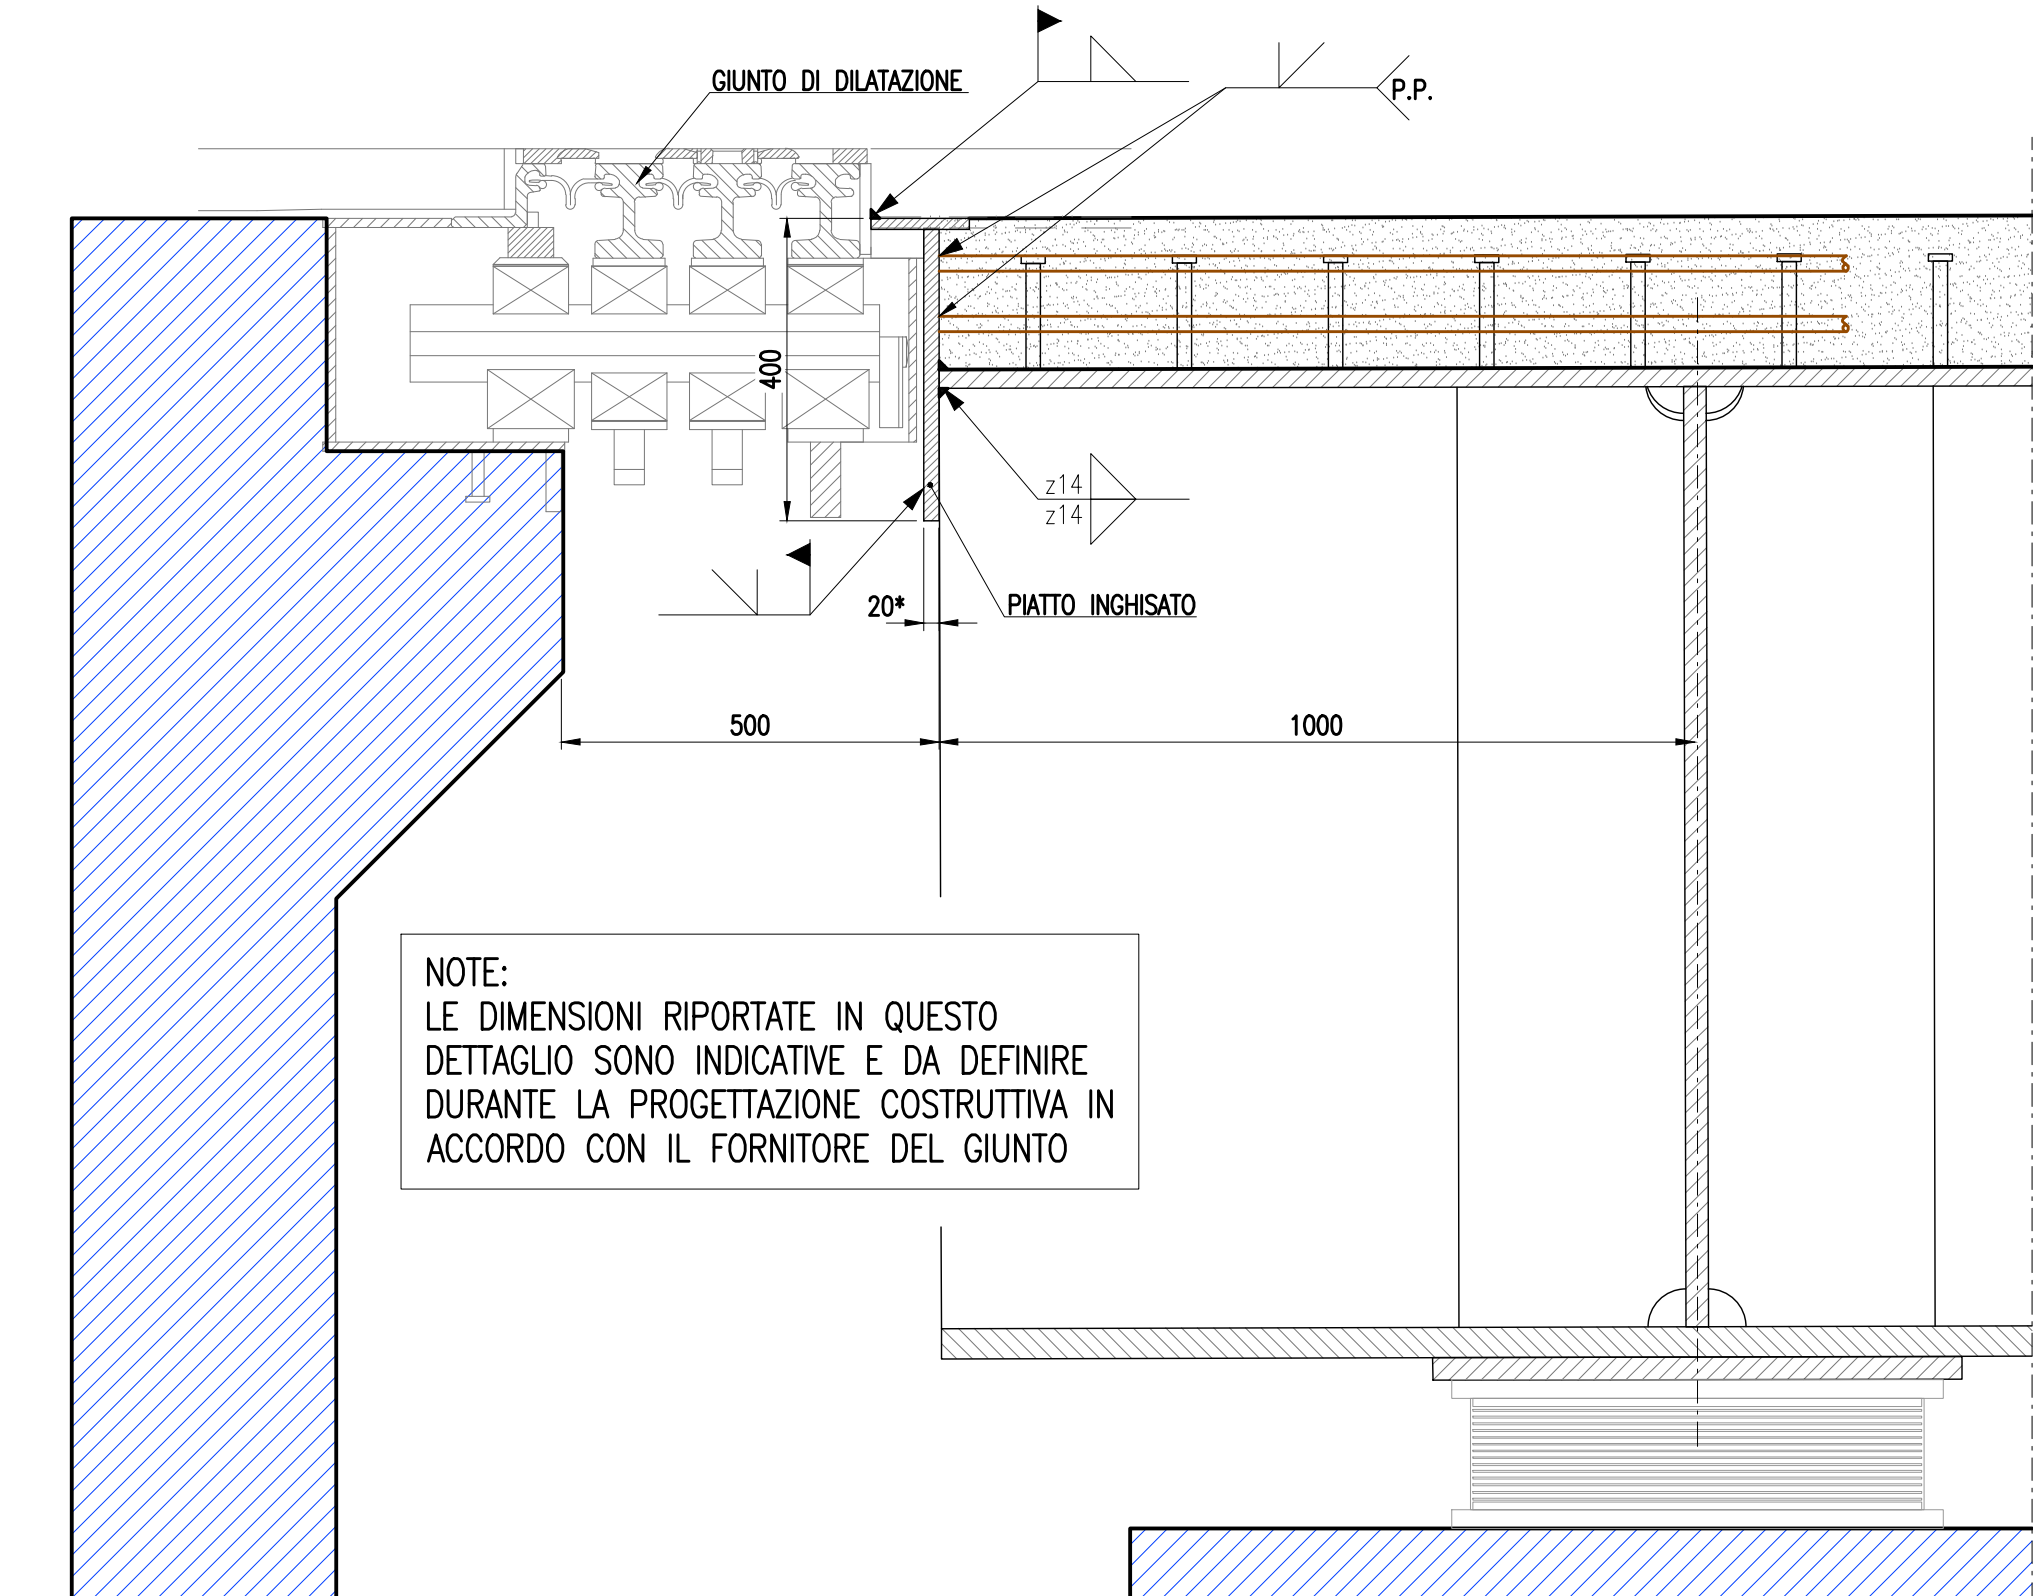 GIUNTO DI DILATAZIONE
P.P.
400
z14
z14
20*
PIATTO INGHISATO
500
1000
NOTE:
LE DIMENSIONI RIPORTATE IN QUESTO
DETTAGLIO SONO INDICATIVE E DA DEFINIRE
DURANTE LA PROGETTAZIONE COSTRUTTIVA IN
ACCORDO CON IL FORNITORE DEL GIUNTO